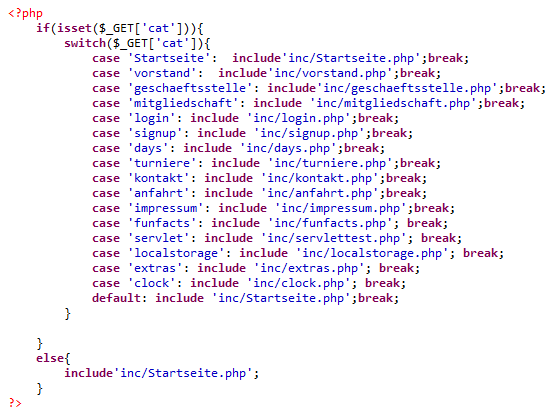 <?php
    if(isset($_GET['cat'])){
        switch($_GET['cat']){
            case 'Startseite':  include'inc/Startseite.php';break;
            case 'vorstand':  include'inc/vorstand.php';break;
            case 'geschaeftsstelle': include'inc/geschaeftsstelle.php';break;
            case 'mitgliedschaft': include 'inc/mitgliedschaft.php';break;
            case 'login': include 'inc/login.php';break;
            case 'signup': include 'inc/signup.php';break;
            case 'days': include 'inc/days.php';break;
            case 'turniere': include 'inc/turniere.php';break;
            case 'kontakt': include 'inc/kontakt.php';break;
            case 'anfahrt': include 'inc/anfahrt.php';break;
            case 'impressum': include 'inc/impressum.php';break;
            case 'funfacts': include 'inc/funfacts.php'; break;
            case 'servlet': include 'inc/servlettest.php'; break;
            case 'localstorage': include 'inc/localstorage.php'; break;
            case 'extras': include 'inc/extras.php'; break;
            case 'clock': include 'inc/clock.php'; break;
            default: include 'inc/Startseite.php';break;
        }
    }
    else{
        include'inc/Startseite.php';
    }
?>